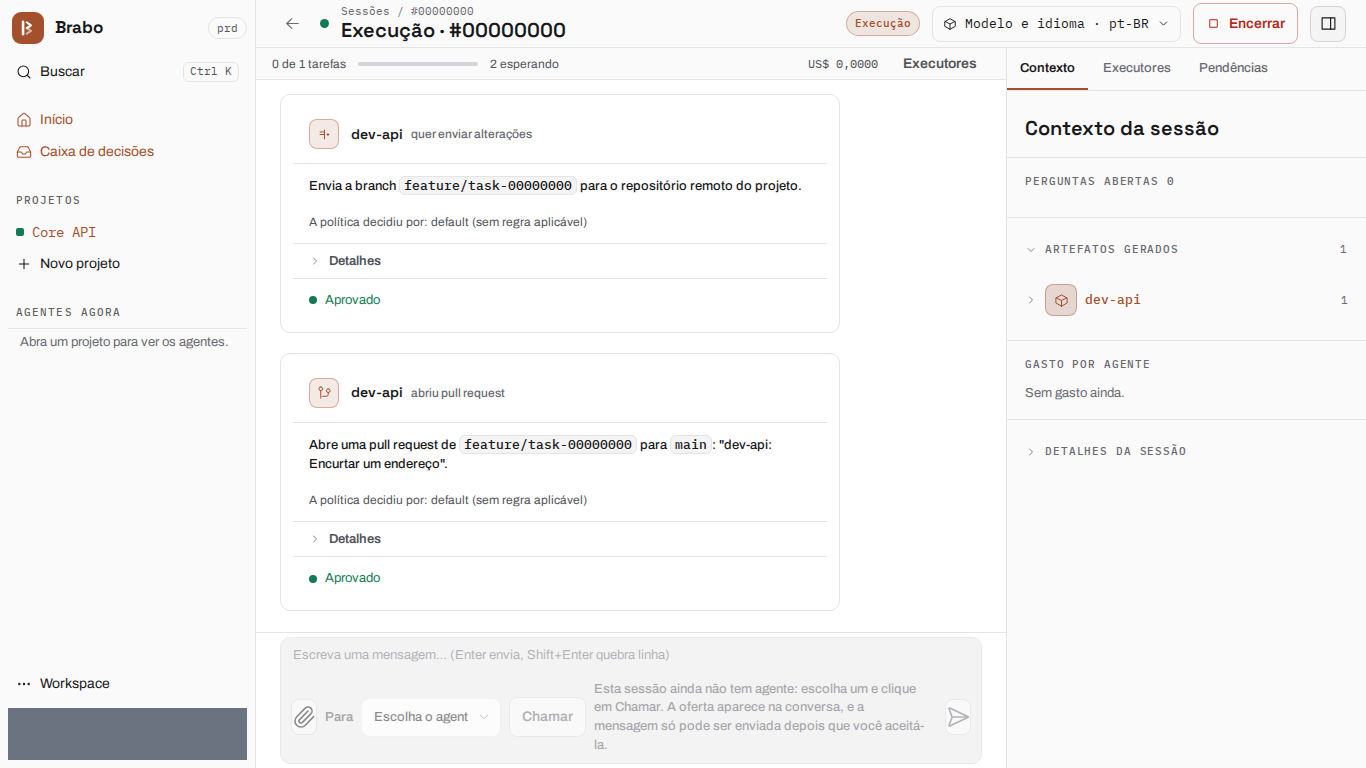 Brabo
prd
Buscar
Ctrl K
Início
Caixa de decisões
PROJETOS
Core API
Novo projeto
AGENTES AGORA
Abra um projeto para ver os agentes.
Workspace
Sessões / #00000000
Execução · #00000000
Execução
Modelo e idioma · pt-BR
Encerrar
0 de 1 tarefas
2 esperando
US$ 0,0000
Executores
dev-api quer enviar alterações
Envia a branch feature/task-00000000 para o repositório remoto do projeto.
A política decidiu por: default (sem regra aplicável)
Detalhes
Aprovado
dev-api abriu pull request
Abre uma pull request de feature/task-00000000 para main: "dev-api:
Encurtar um endereço".
A política decidiu por: default (sem regra aplicável)
Detalhes
Aprovado
Escreva uma mensagem... (Enter envia, Shift+Enter quebra linha)
Para
Escolha o agent
Chamar
Esta sessão ainda não tem agente: escolha um e clique
em Chamar. A oferta aparece na conversa, e a
mensagem só pode ser enviada depois que você aceitá-
la.
Contexto
Executores
Pendências
Contexto da sessão
PERGUNTAS ABERTAS 0
ARTEFATOS GERADOS 1
dev-api 1
GASTO POR AGENTE
Sem gasto ainda.
DETALHES DA SESSÃO